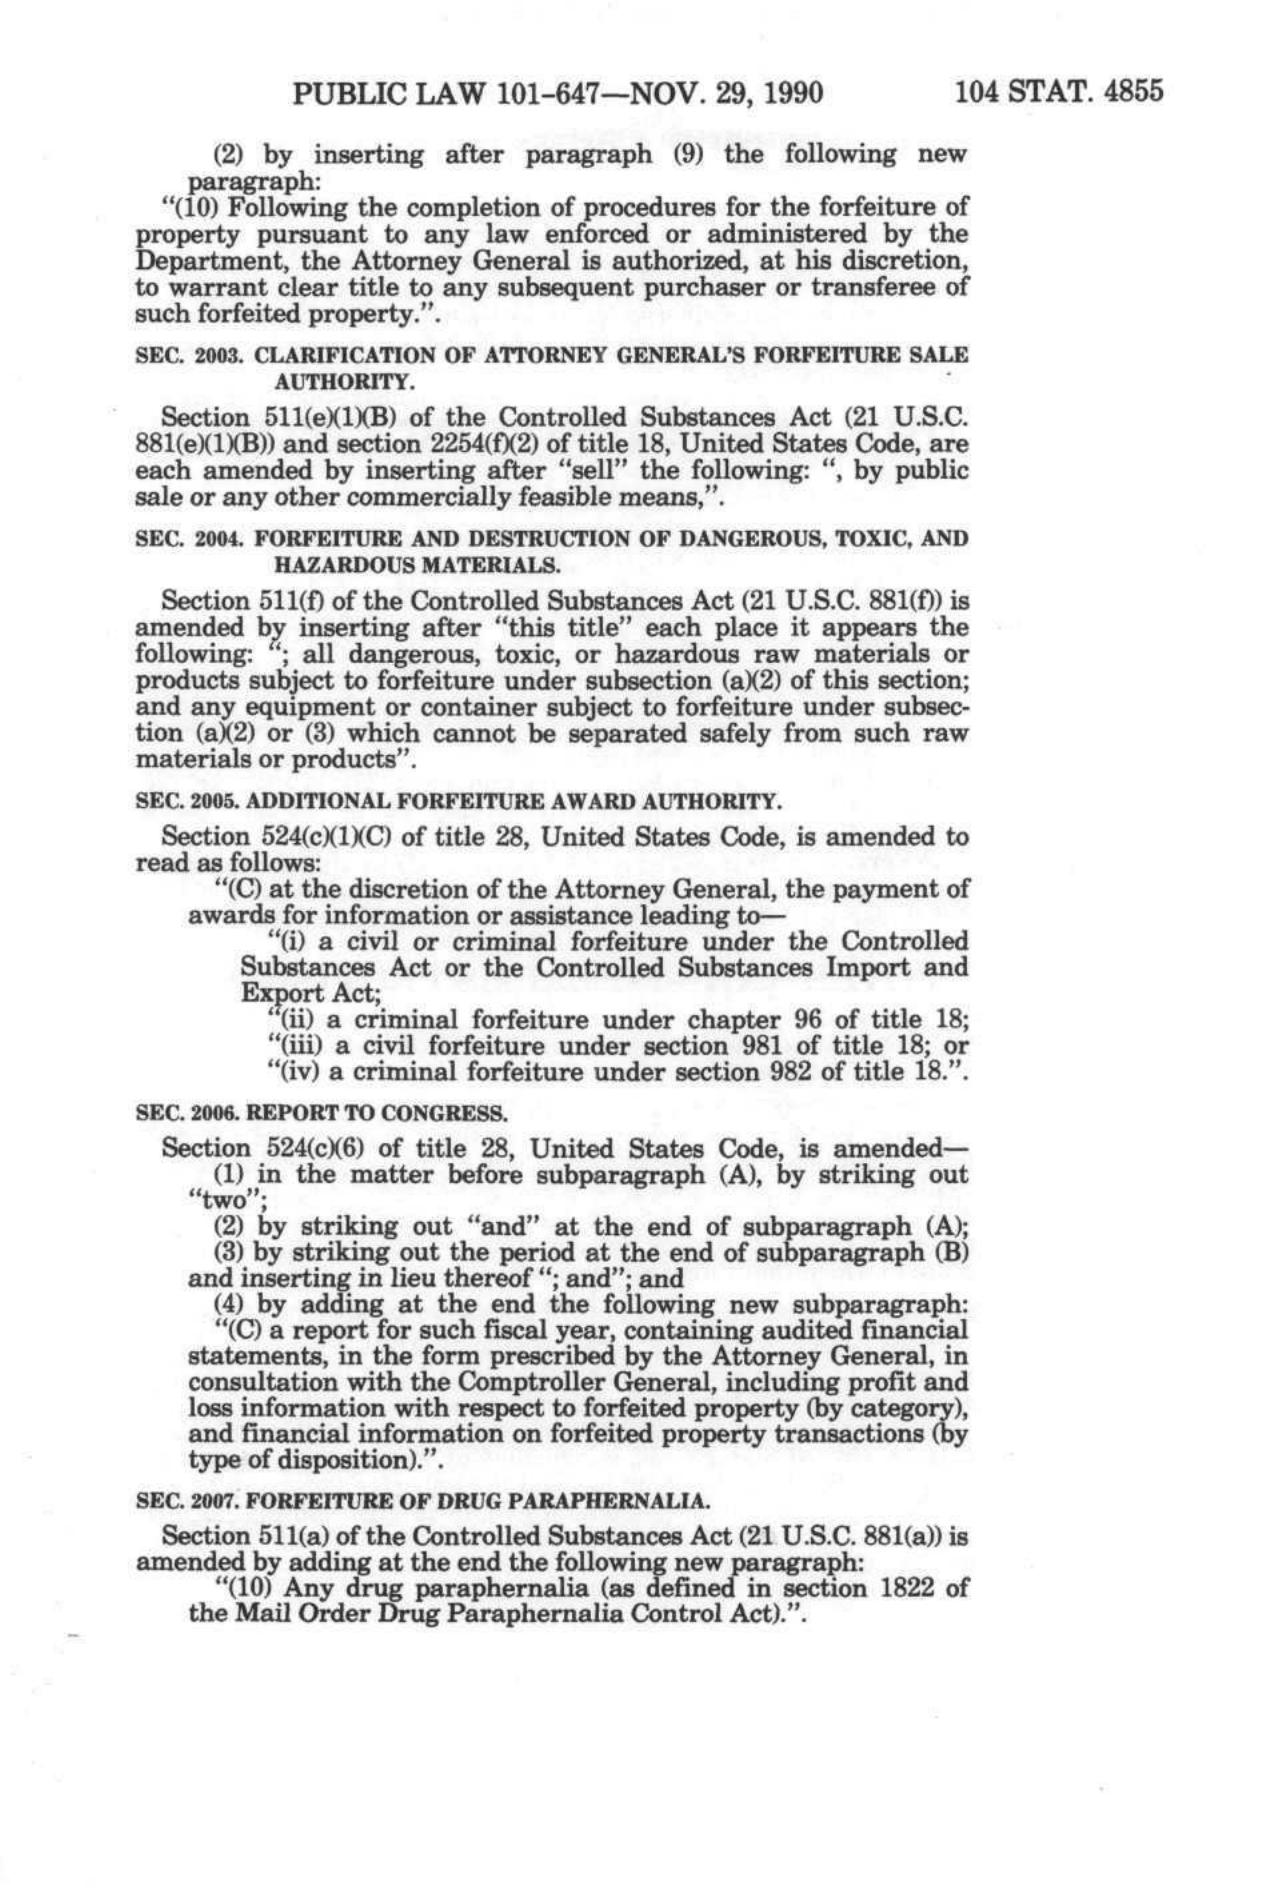 PUBLIC LAW 101-647—NOV. 29, 1990 104 STAT. 4855
(2) by inserting after paragraph (9) the following new
paragraph:
“(10) Following the completion of procedures for the forfeiture of
property pursuant to any law enforced or administered by the
Department, the Attorney General is authorized, at his discretion,
to warrant clear title to any subsequent purchaser or transferee of
such forfeited property.”.
SEC. 2003. CLARIFICATION OF ATTORNEY GENERAL'S FORFEITURE SALE
AUTHORITY.
Section 511(e)(1)(B) of the Controlled Substances Act (21 U.S.C.
881(e)(1)(B)) and section 2254(f)(2) of title 18, United States Code, are
each amended by inserting after “sell” the following: “, by public
sale or any other commercially feasible means,”.
SEC. 2004. FORFEITURE AND DESTRUCTION OF DANGEROUS, TOXIC, AND
HAZARDOUS MATERIALS.
Section 511(f) of the Controlled Substances Act (21 U.S.C. 881(f)) is
amended by inserting after “this title” each place it appears the
following: “; all dangerous, toxic, or hazardous raw materials or
products subject to forfeiture under subsection (a)(2) of this section;
and any equipment or container subject to forfeiture under subsec-
tion (a)(2) or (3) which cannot be separated safely from such raw
materials or products”.
SEC. 2005. ADDITIONAL FORFEITURE AWARD AUTHORITY.
Section 524(c)(1)(C) of title 28, United States Code, is amended to
read as follows:
“(C) at the discretion of the Attorney General, the payment of
awards for information or assistance leading to—
“(i) a civil or criminal forfeiture under the Controlled
Substances Act or the Controlled Substances Import and
Export Act;
“(ii) a criminal forfeiture under chapter 96 of title 18;
“(iii) a civil forfeiture under section 981 of title 18; or
“(iv) a criminal forfeiture under section 982 of title 18.”.
SEC. 2006. REPORT TO CONGRESS.
Section 524(c)(6) of title 28, United States Code, is amended—
(1) in the matter before subparagraph (A), by striking out
“two”;
(2) by striking out “and” at the end of subparagraph (A);
(3) by striking out the period at the end of subparagraph (B)
and inserting in lieu thereof “; and”; and
(4) by adding at the end the following new subparagraph:
“(C) a report for such fiscal year, containing audited financial
statements, in the form prescribed by the Attorney General, in
consultation with the Comptroller General, including profit and
loss information with respect to forfeited property (by category),
and financial information on forfeited property transactions (by
type of disposition).”.
SEC. 2007. FORFEITURE OF DRUG PARAPHERNALIA.
Section 511(a) of the Controlled Substances Act (21 U.S.C. 881(a)) is
amended by adding at the end the following new paragraph:
“(10) Any drug paraphernalia (as defined in section 1822 of
the Mail Order Drug Paraphernalia Control Act).”.